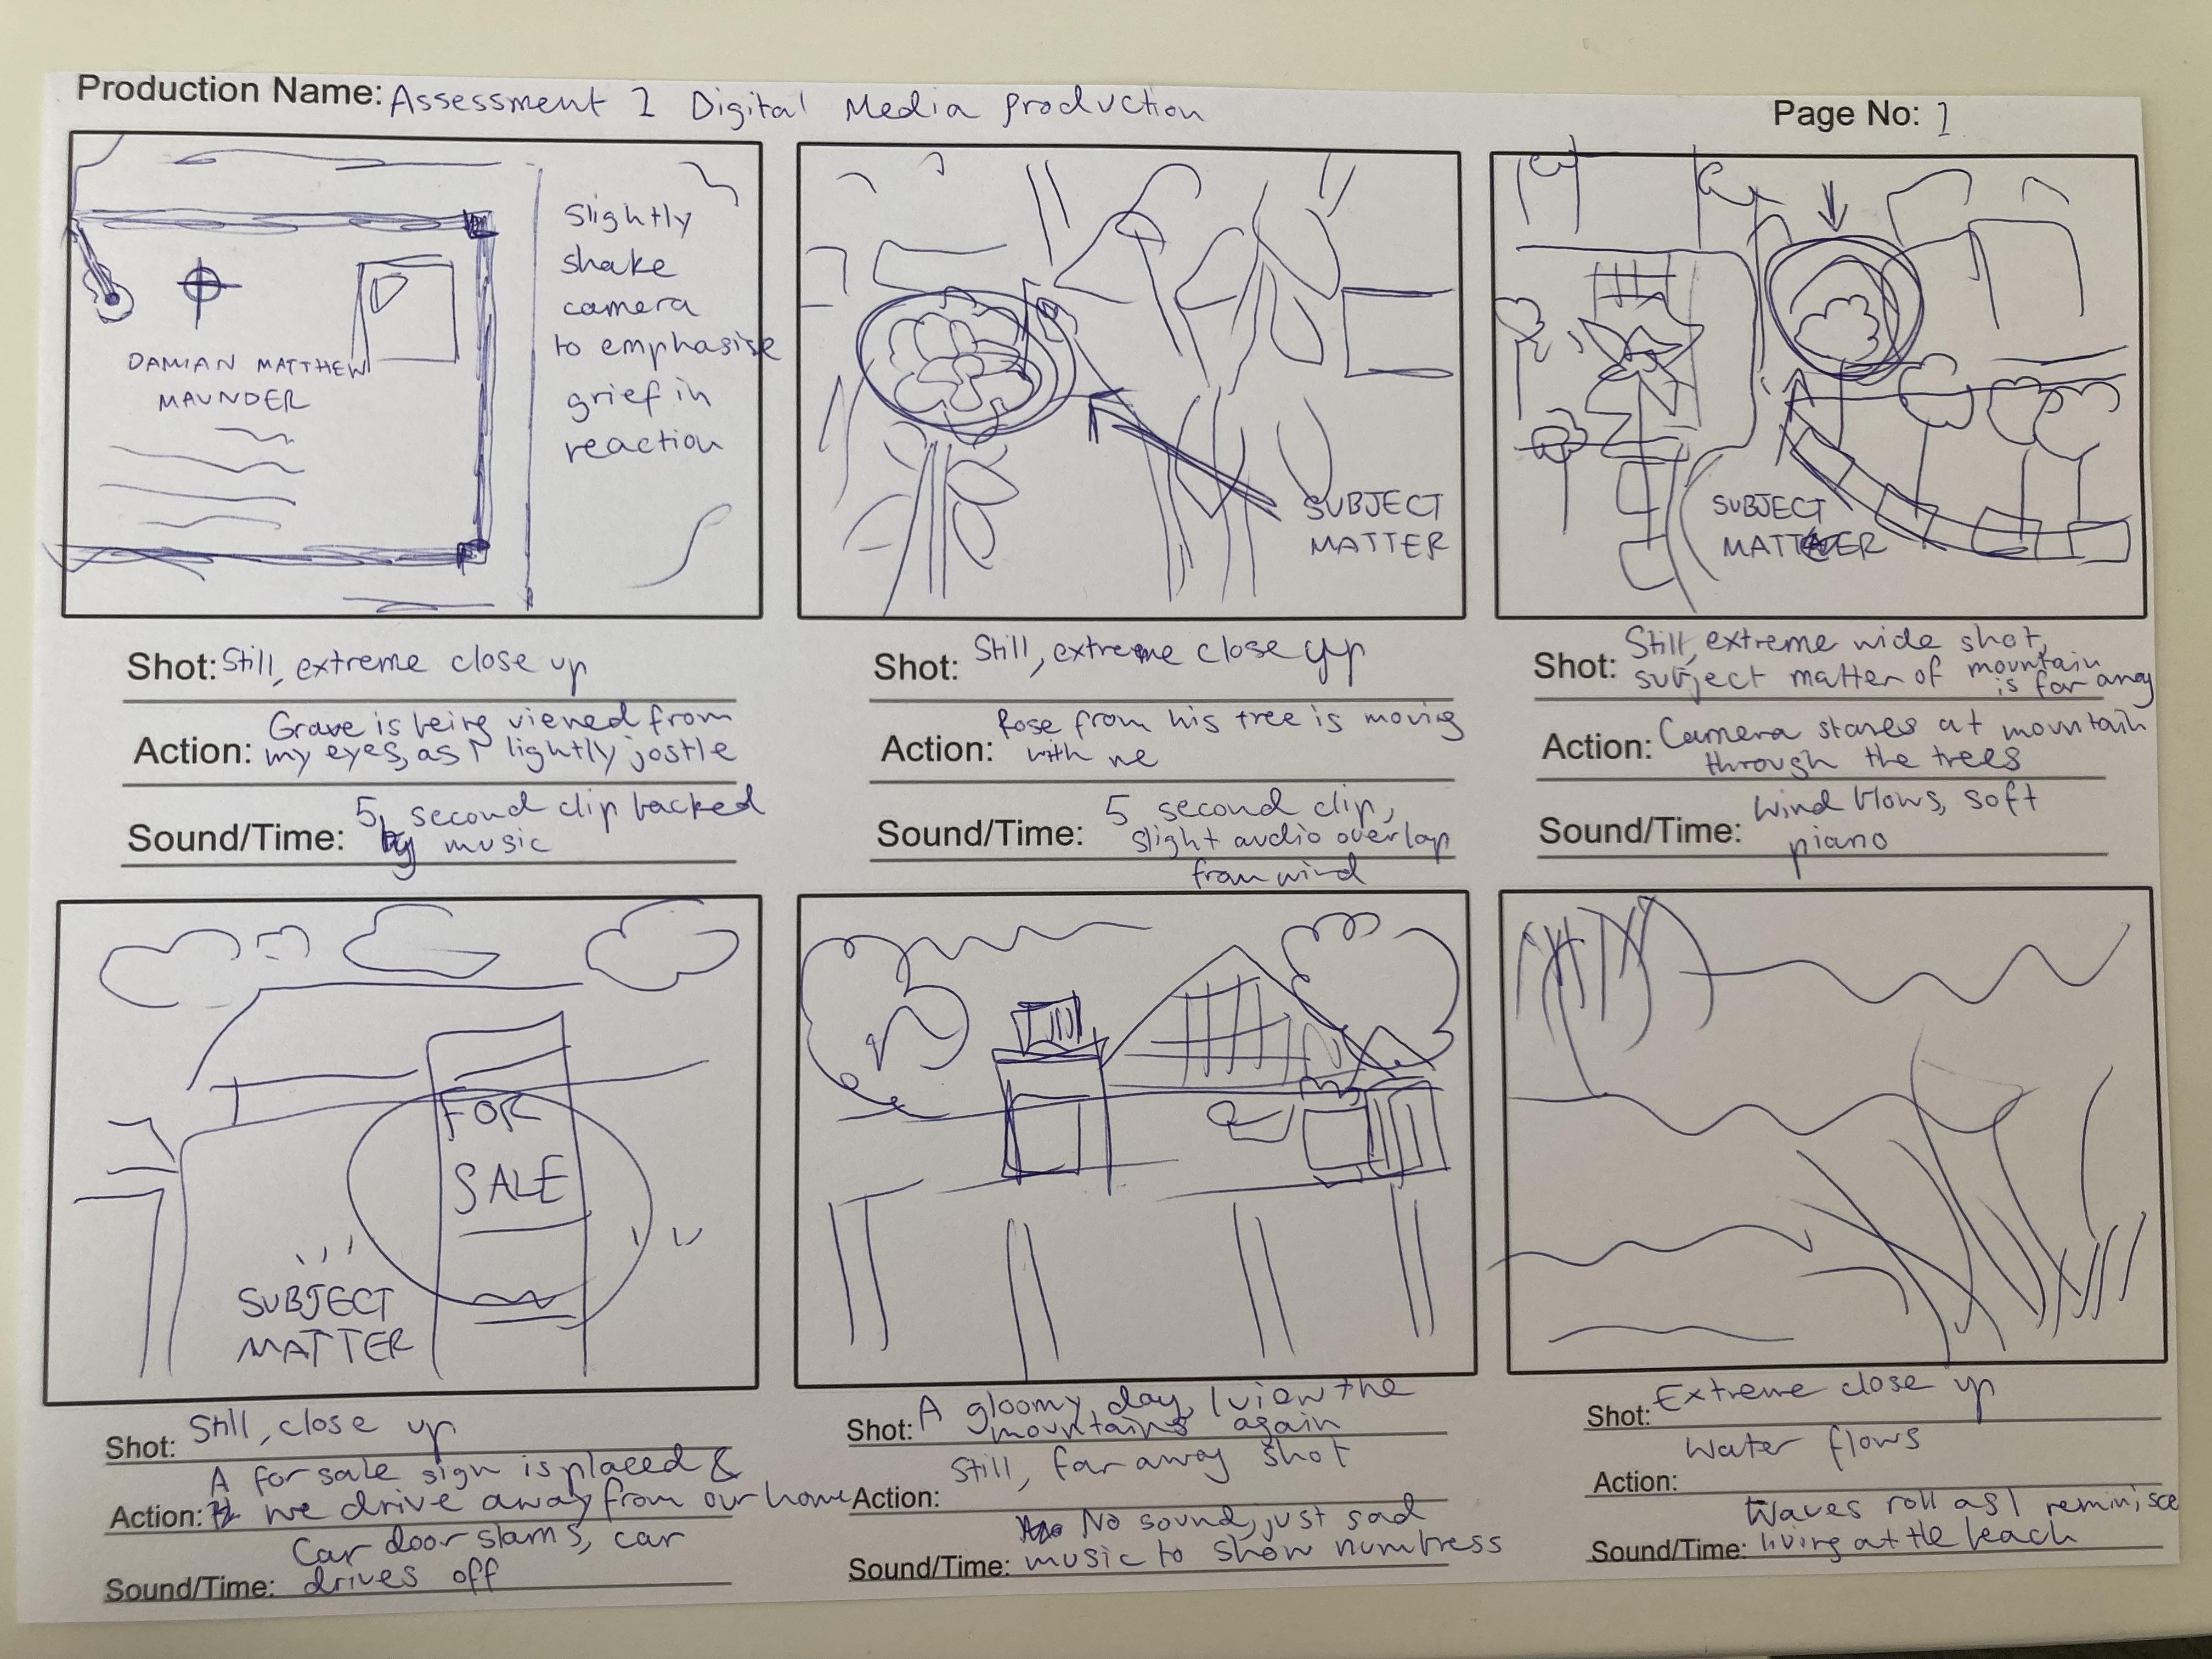 Production Name: Assessment 1 Digital Media production
Page No: 1
Slightly
shake
camera
to emphasise
grief in
reaction
DAMIAN MATTHEW
MAUNDER
SUBJECT
MATTER
SUBJECT
MATTER
Shot: Still, extreme close up
Action: Grave is being viewed from
my eyes, as I lightly jostle
Sound/Time: 5 second clip backed
by music
Shot: Still, extreme close up
Action: Rose from his tree is moving
with me
Sound/Time: 5 second clip,
slight audio overlap
from wind
Shot: Still, extreme wide shot,
subject matter of mountain
is far away
Action: Camera stares at mountain
through the trees
Sound/Time: Wind blows, soft
piano
FOR
SALE
SUBJECT
MATTER
Shot: Still, close up
Action: A for sale sign is placed &
we drive away from our home
Sound/Time: Car door slams, car
drives off
Shot: A gloomy day, I view the
mountains again
Action: Still, far away shot
Sound/Time: No sound, just sad
music to show numbness
Shot: Extreme close up
Action: Water flows
Sound/Time: Waves roll as I reminisce
living at the beach